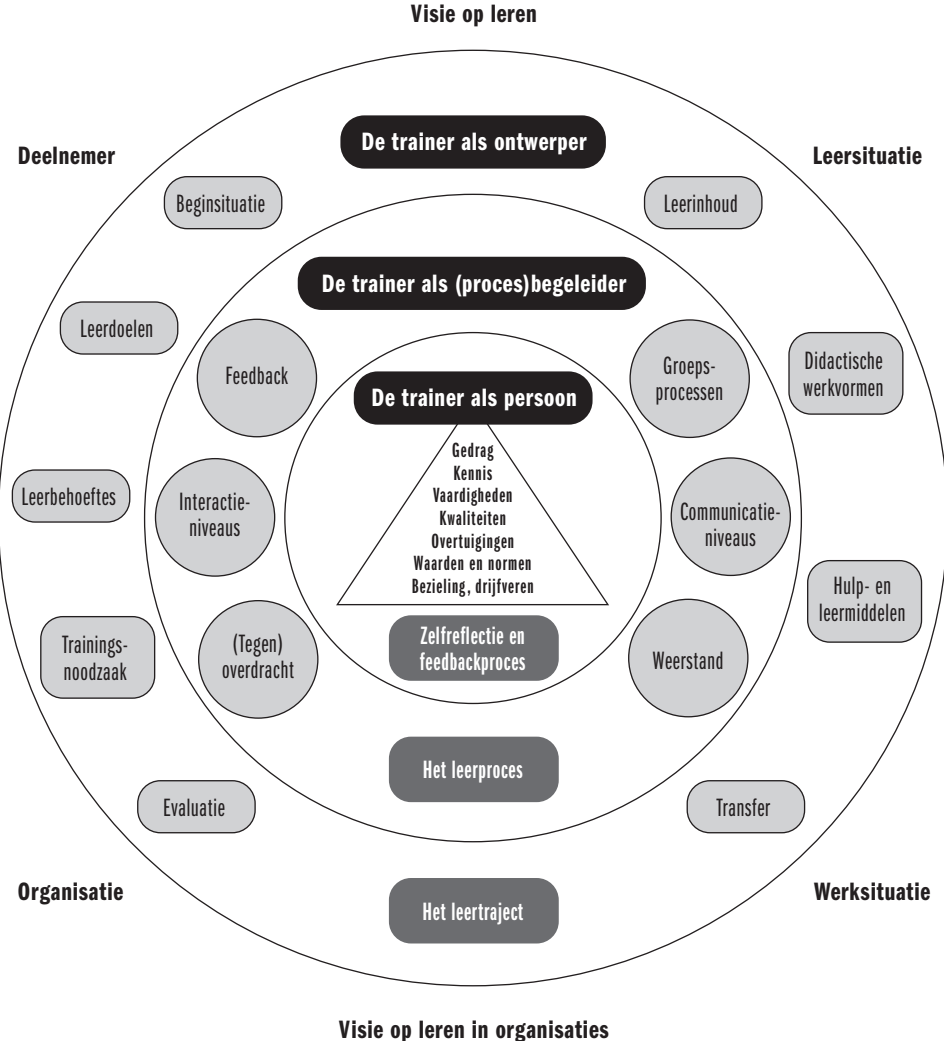 Visie op leren
De trainer als ontwerper
Deelnemer
Leersituatie
Beginsituatie
Leerinhoud
De trainer als (proces)begeleider
Leerdoelen
Feedback
Groeps-
processen
Didactische
werkvormen
De trainer als persoon
Gedrag
Kennis
Vaardigheden
Kwaliteiten
Overtuigingen
Waarden en normen
Bezieling, drijfveren
Leerbehoeftes
Interactie-
niveaus
Communicatie-
niveaus
Hulp- en
leermiddelen
Trainings-
noodzaak
(Tegen)
overdracht
Zelfreflectie en
feedbackproces
Weerstand
Het leerproces
Evaluatie
Transfer
Organisatie
Werksituatie
Het leertraject
Visie op leren in organisaties